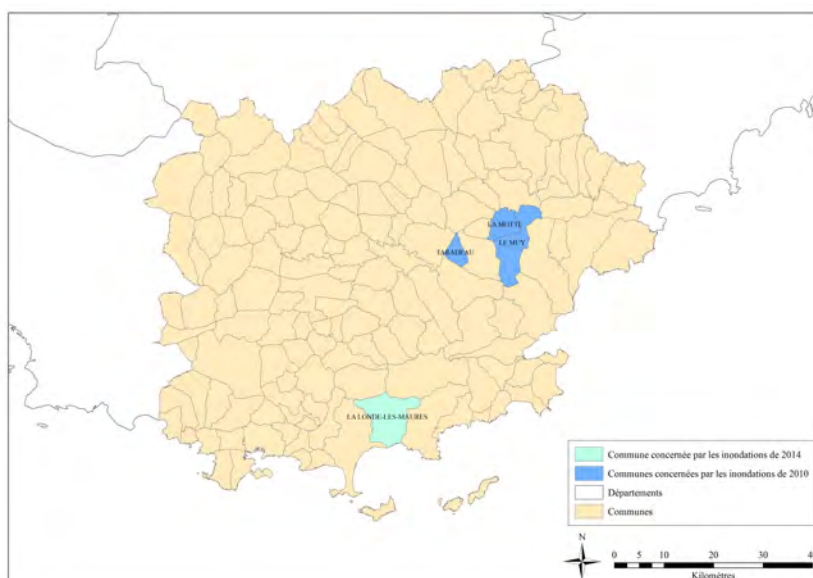 LA MOTTE
LE MUY
TARADEAU
LA LONDE-LES-MAURES
Commune concernée par les inondations de 2014
Communes concernées par les inondations de 2010
Départements
Communes
N
0 5 10 20 30 40
Kilomètres